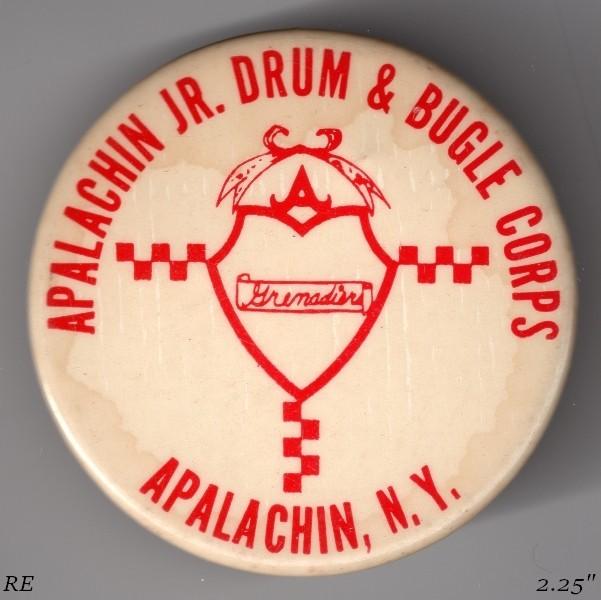 APALACHIN JR. DRUM & BUGLE CORPS
A
Grenadiers
APALACHIN, N.Y.
RE
2.25"